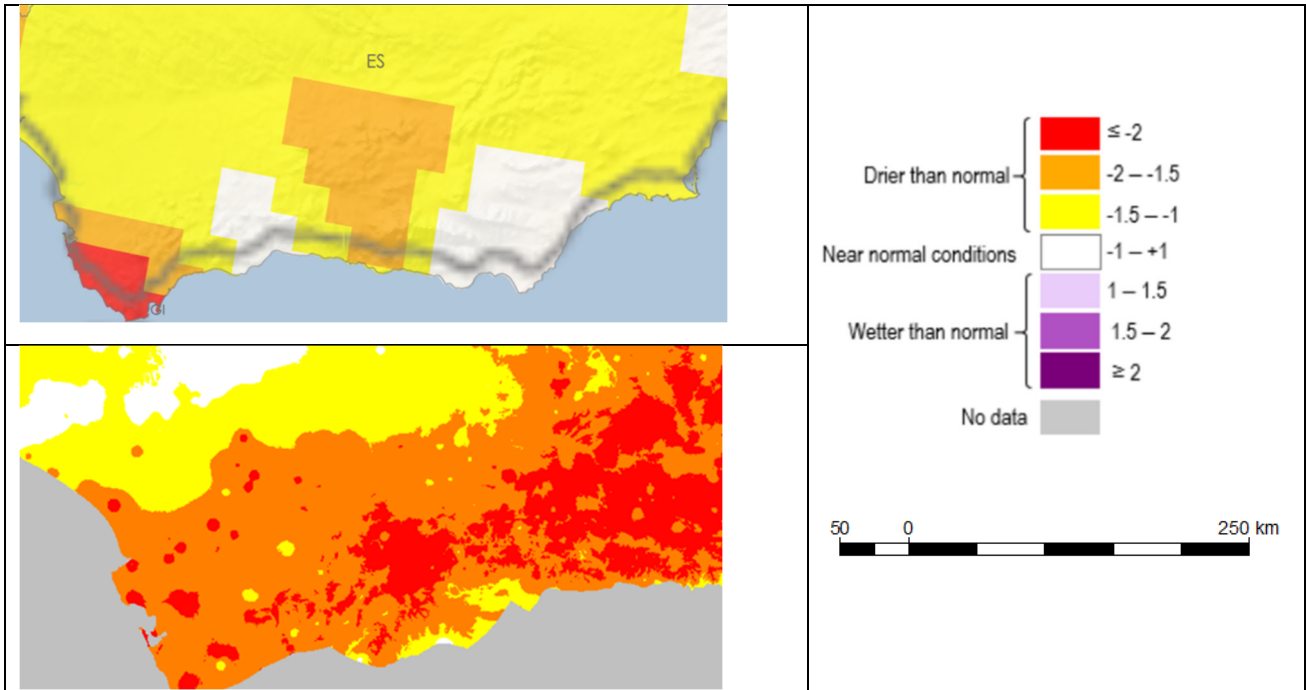 ES
GI
≤ -2
Drier than normal
-2 – -1.5
-1.5 – -1
Near normal conditions
-1 – +1
1 – 1.5
Wetter than normal
1.5 – 2
≥ 2
No data
50 0 250 km